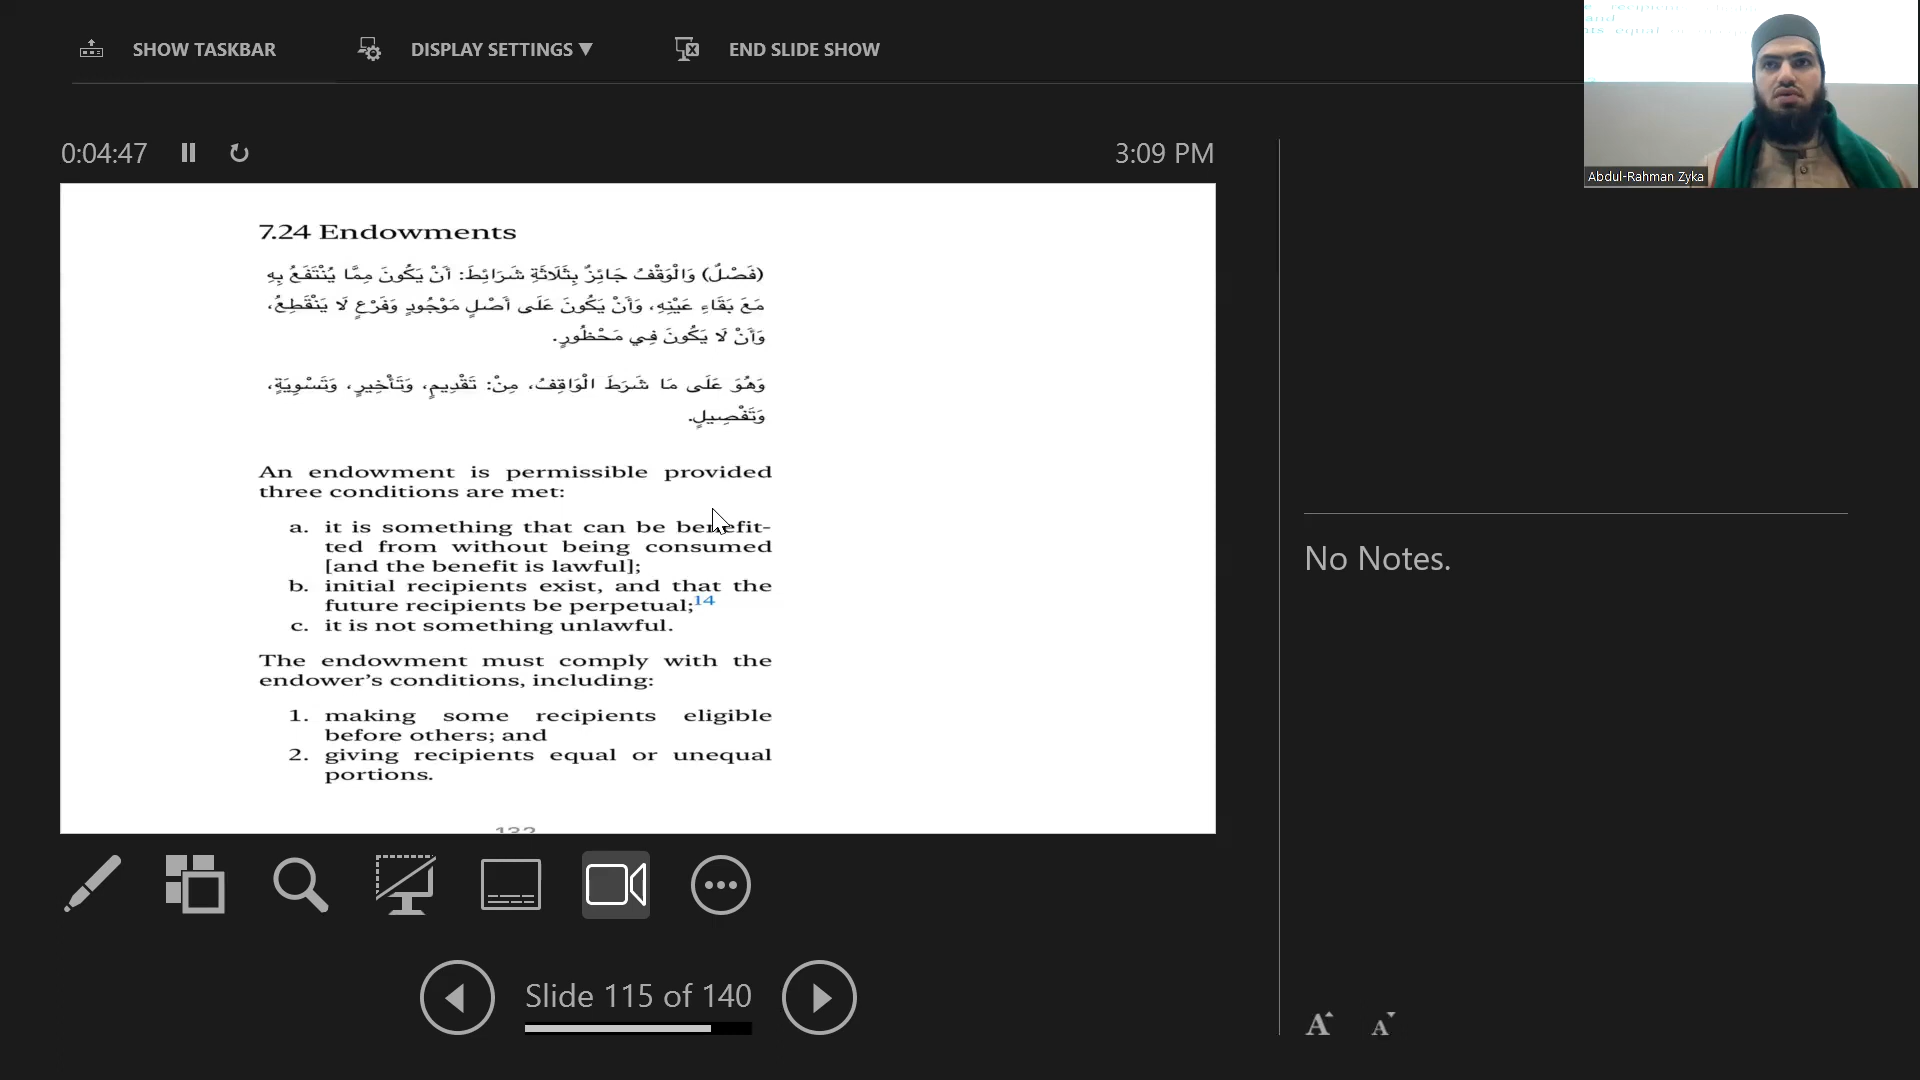 SHOW TASKBAR
DISPLAY SETTINGS ▼
END SLIDE SHOW
Abdul-Rahman Zyka
0:04:47
3:09 PM
7.24 Endowments
(فَصْلٌ) وَالْوَقْفُ جَائِزٌ بِثَلَاثَةِ شَرَائِطَ: أَنْ يَكُونَ مِمَّا يُنْتَفَعُ بِهِ
مَعَ بَقَاءِ عَيْنِهِ، وَأَنْ يَكُونَ عَلَى أَصْلٍ مَوْجُودٍ وَفَرْعٍ لَا يَنْقَطِعُ،
وَأَنْ لَا يَكُونَ فِي مَحْظُورٍ.
وَهُوَ عَلَى مَا شَرَطَ الْوَاقِفُ، مِنْ: تَقْدِيمٍ، وَتَأْخِيرٍ، وَتَسْوِيَةٍ،
وَتَفْصِيلٍ.
An endowment is permissible provided
three conditions are met:
a. it is something that can be benefit-
ted from without being consumed
[and the benefit is lawful];
b. initial recipients exist, and that the
future recipients be perpetual;14
c. it is not something unlawful.
The endowment must comply with the
endower's conditions, including:
1. making some recipients eligible
before others; and
2. giving recipients equal or unequal
portions.
No Notes.
Slide 115 of 140
A A